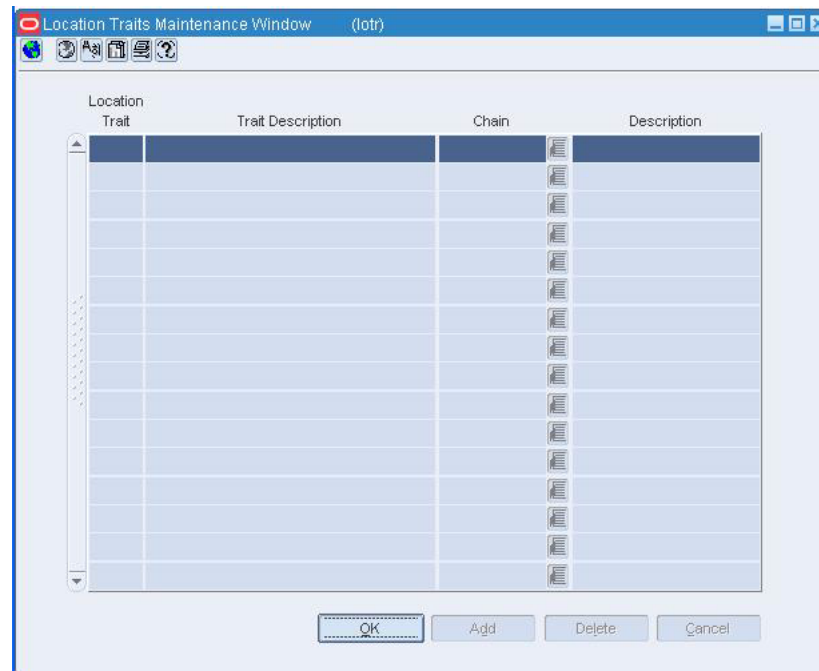 Location Traits Maintenance Window (lotr)
Location
Trait Trait Description Chain Description
OK Add Delete Cancel